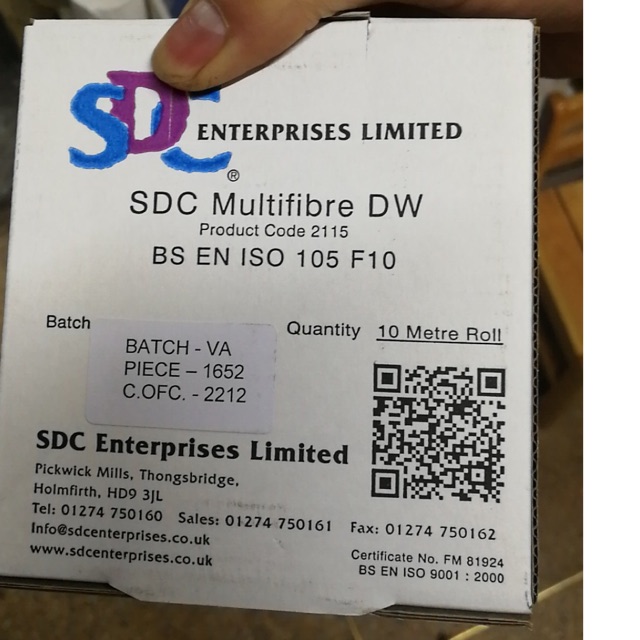 SDC ENTERPRISES LIMITED
®
SDC Multifibre DW
Product Code 2115
BS EN ISO 105 F10
Batch
Quantity 10 Metre Roll
BATCH - VA
PIECE – 1652
C.OFC. - 2212
SDC Enterprises Limited
Pickwick Mills, Thongsbridge,
Holmfirth, HD9 3JL
Tel: 01274 750160 Sales: 01274 750161 Fax: 01274 750162
Info@sdcenterprises.co.uk
www.sdcenterprises.co.uk
Certificate No. FM 81924
BS EN ISO 9001 : 2000